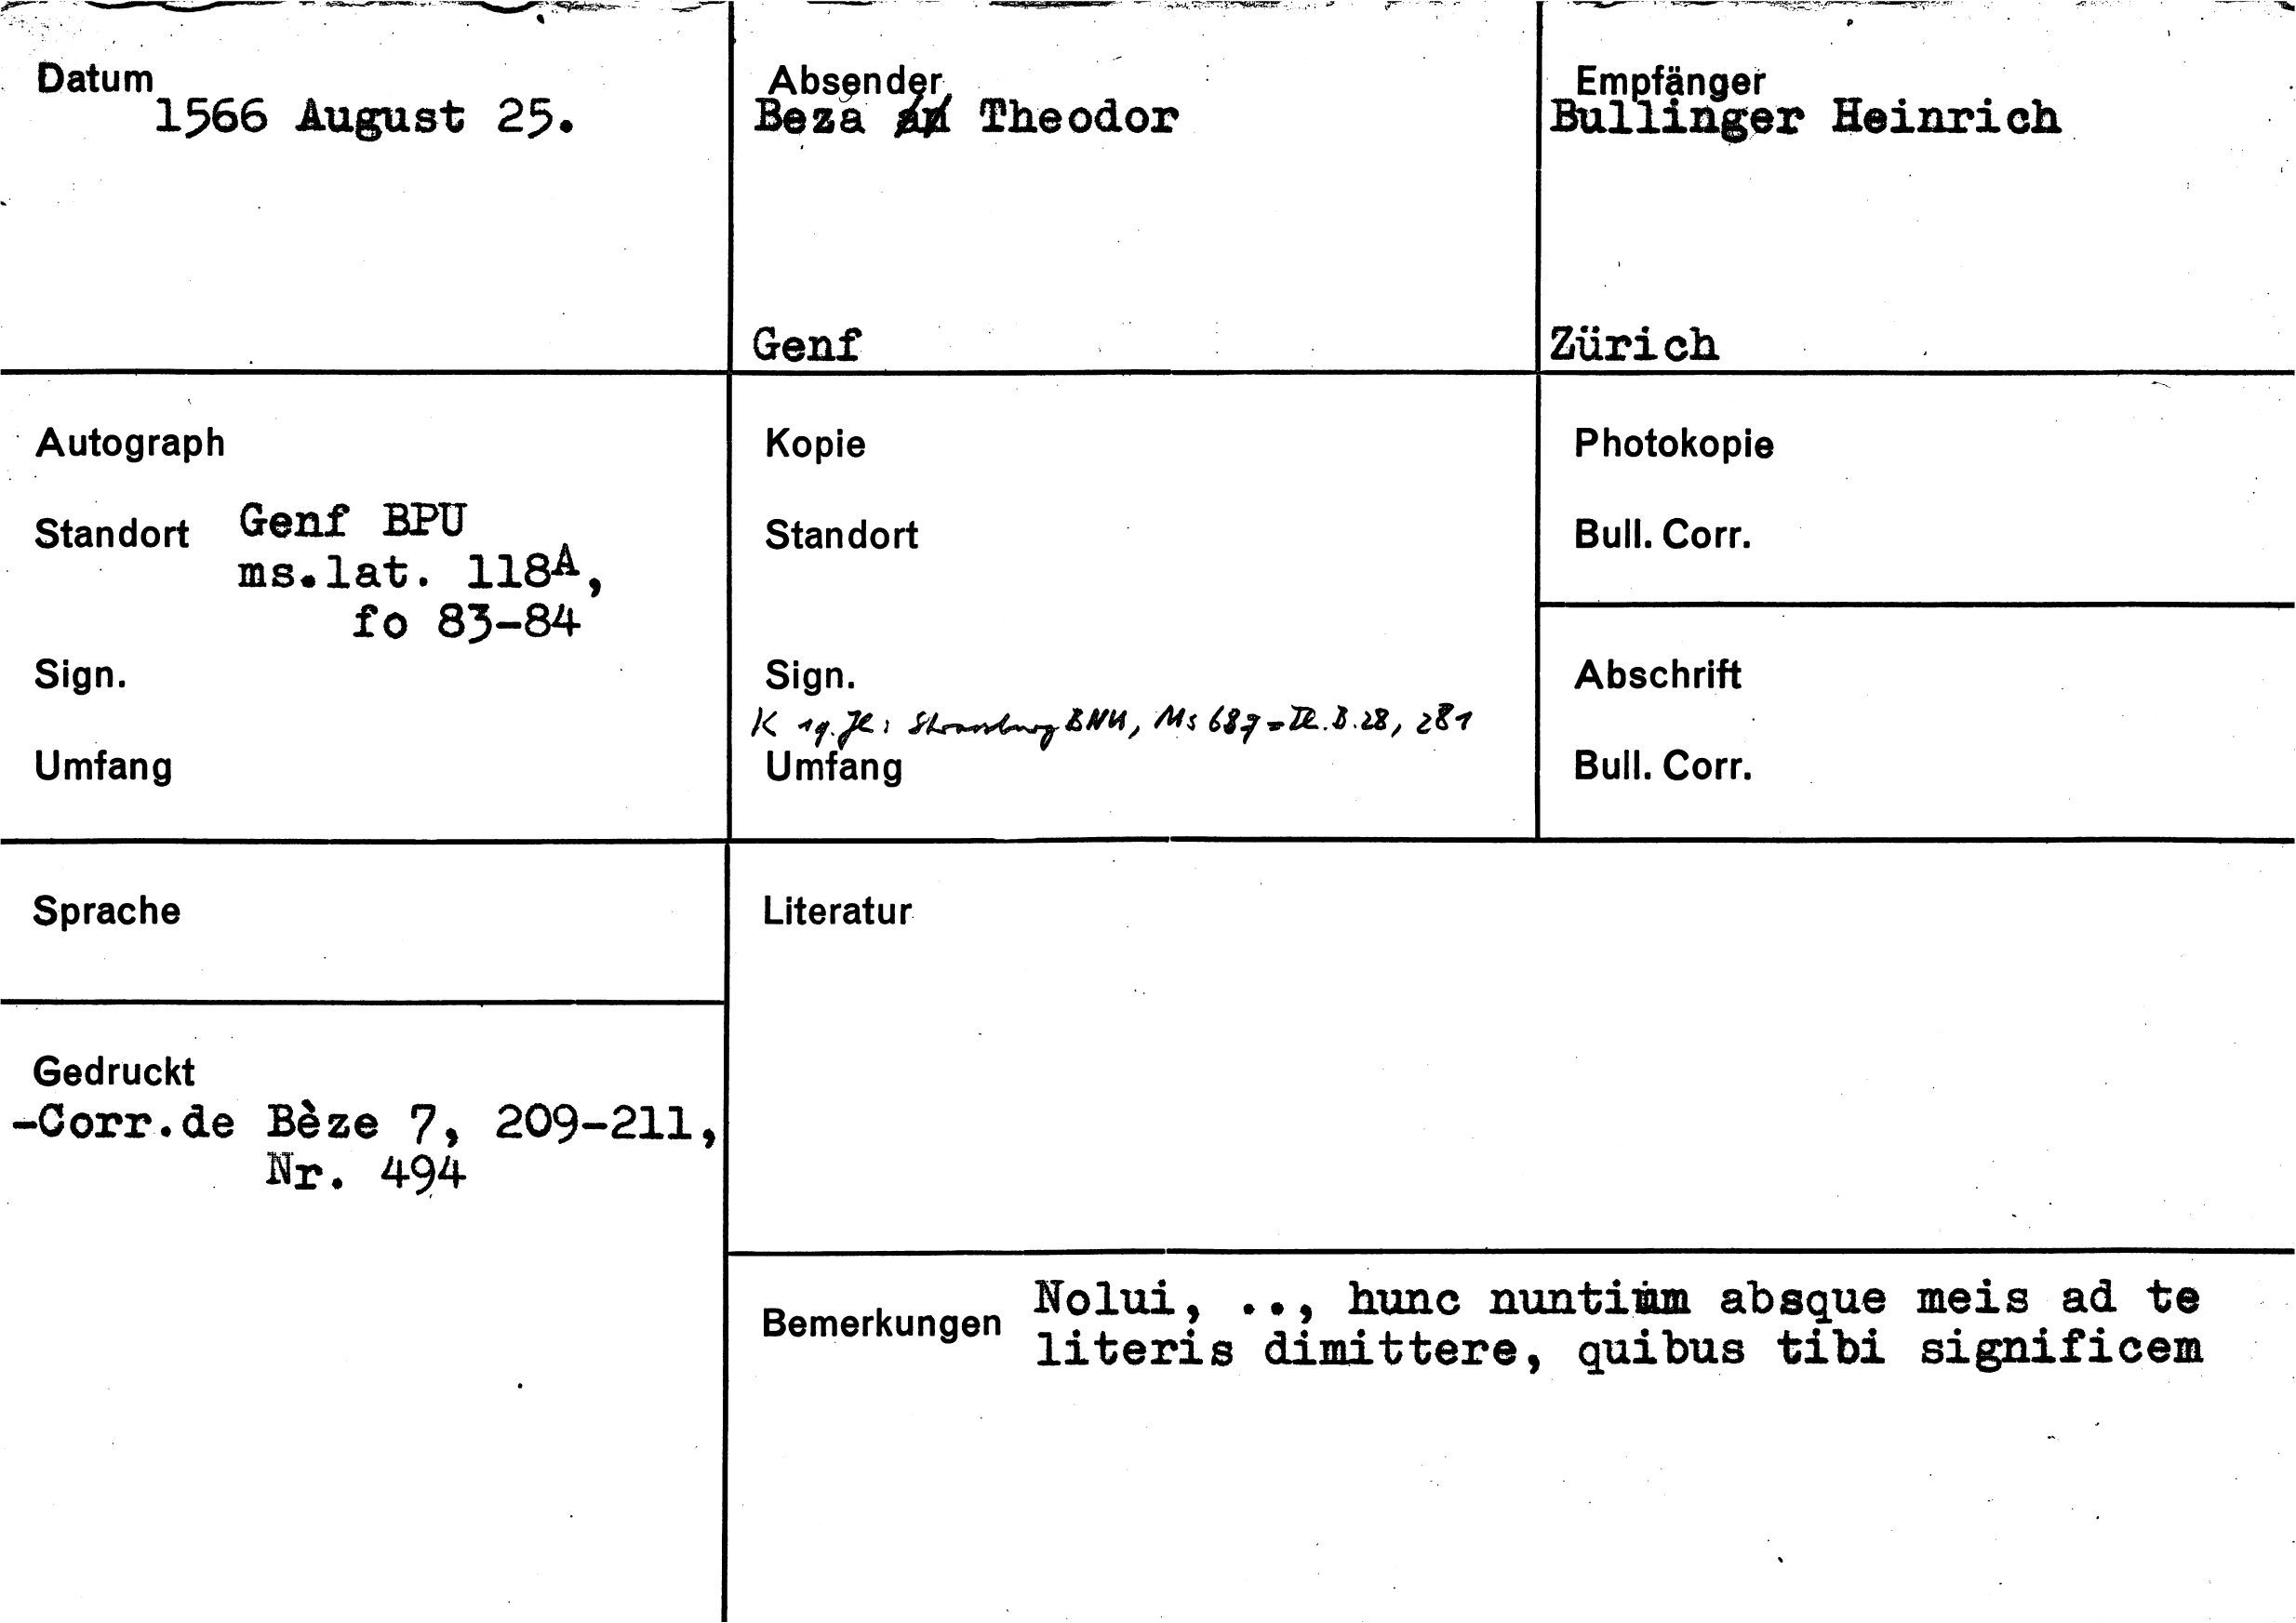 Datum
1566 August 25.
Absender
Beza an Theodor
Genf
Empfänger
Bullinger Heinrich
Zürich
Autograph
Standort Genf BPU
ms.lat. 118A,
fo 83-84
Sign.
Umfang
Kopie
Standort
Sign.
K 19. Jh: Strassburg BNU, Ms 689 = B.28, 281
Umfang
Photokopie
Bull. Corr.
Abschrift
Bull. Corr.
Sprache
Gedruckt
-Corr.de Bèze 7, 209-211,
Nr. 494
Literatur
Bemerkungen Nolui, .., hunc nuntium absque meis ad te
literis dimittere, quibus tibi significem